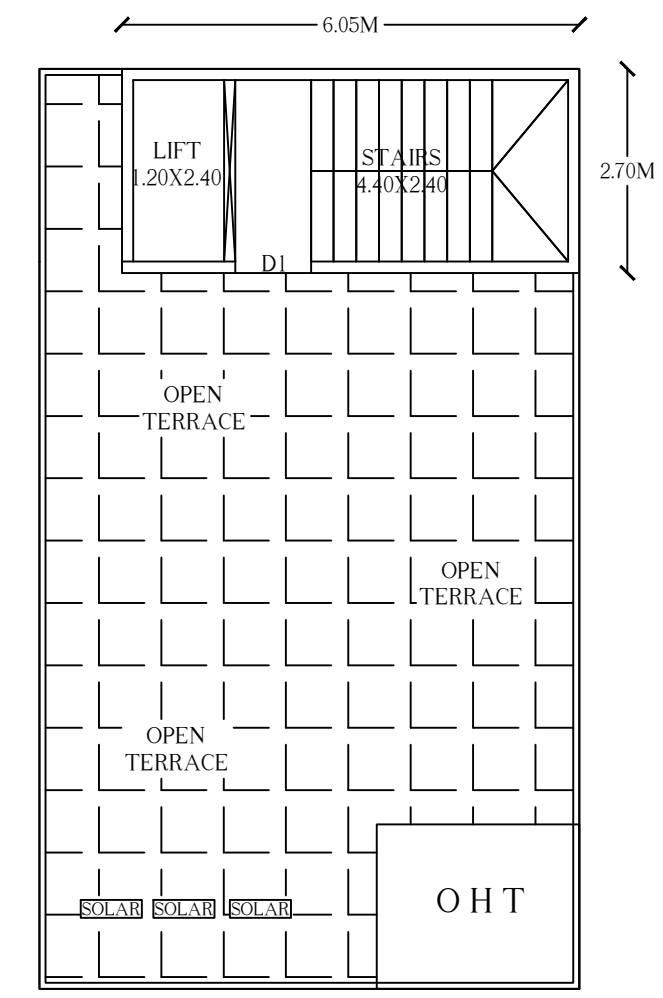 6.05M
LIFT
1.20X2.40
STAIRS
4.40X2.40
2.70M
D1
OPEN
TERRACE
OPEN
TERRACE
OPEN
TERRACE
SOLAR
SOLAR
SOLAR
O H T